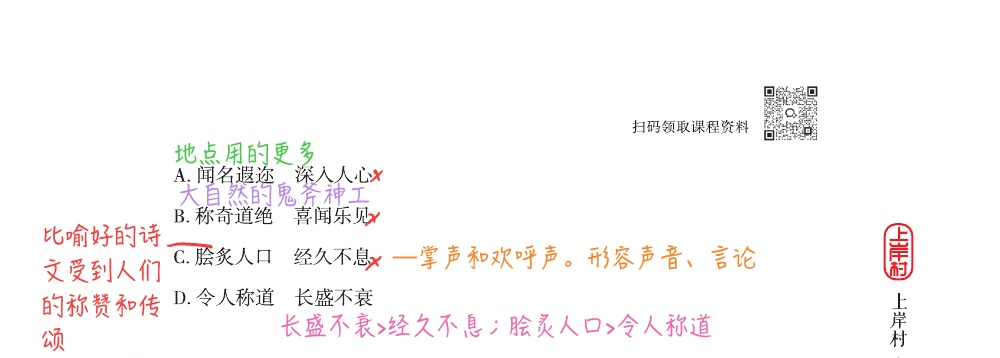 扫码领取课程资料
地点用的更多
A. 闻名遐迩 深入人心×
大自然的鬼斧神工
B. 称奇道绝 喜闻乐见×
C. 脍炙人口 经久不息× —掌声和欢呼声。形容声音、言论
比喻好的诗
文受到人们
的称赞和传
颂
D. 令人称道 长盛不衰
长盛不衰>经久不息；脍炙人口>令人称道
上岸村
上岸村